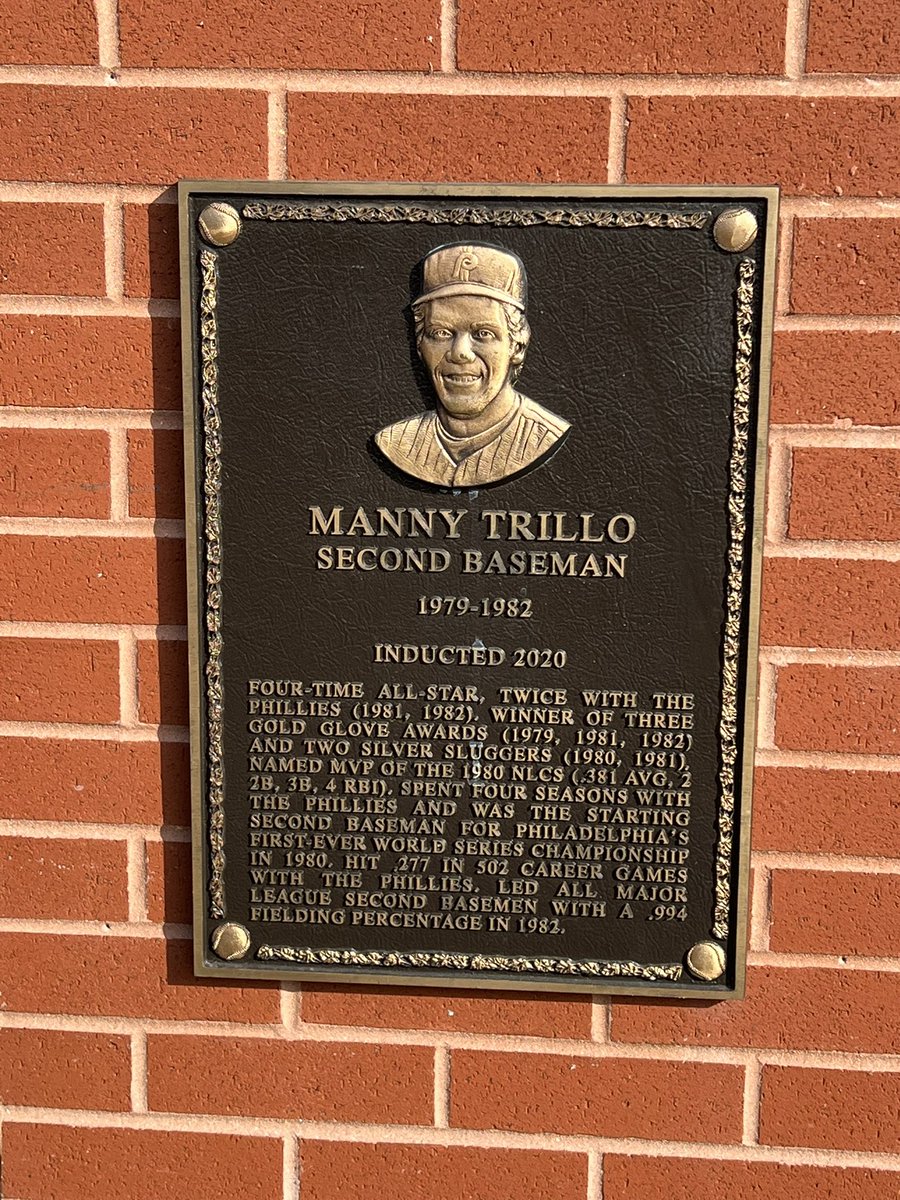 P
MANNY TRILLO
SECOND BASEMAN
1979-1982
INDUCTED 2020
FOUR-TIME ALL-STAR, TWICE WITH THE
PHILLIES (1981, 1982). WINNER OF THREE
GOLD GLOVE AWARDS (1979, 1981, 1982)
AND TWO SILVER SLUGGERS (1980, 1981).
NAMED MVP OF THE 1980 NLCS (.381 AVG, 2
2B, 3B, 4 RBI). SPENT FOUR SEASONS WITH
THE PHILLIES AND WAS THE STARTING
SECOND BASEMAN FOR PHILADELPHIA'S
FIRST-EVER WORLD SERIES CHAMPIONSHIP
IN 1980. HIT .277 IN 502 CAREER GAMES
WITH THE PHILLIES. LED ALL MAJOR
LEAGUE SECOND BASEMEN WITH A .994
FIELDING PERCENTAGE IN 1982.